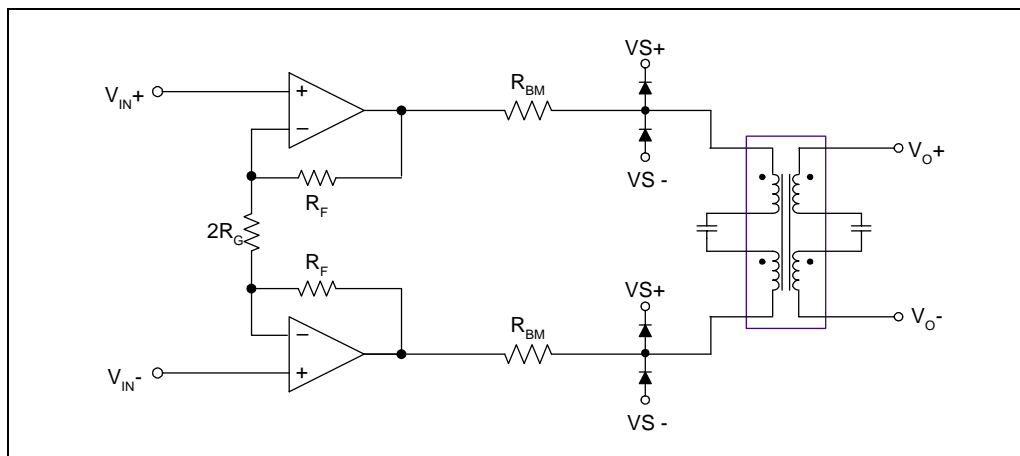 VS+
R_BM
V_IN+
+
−
VS -
V_O+
R_F
2R_G
R_F
VS+
R_BM
V_O-
−
+
V_IN-
VS -